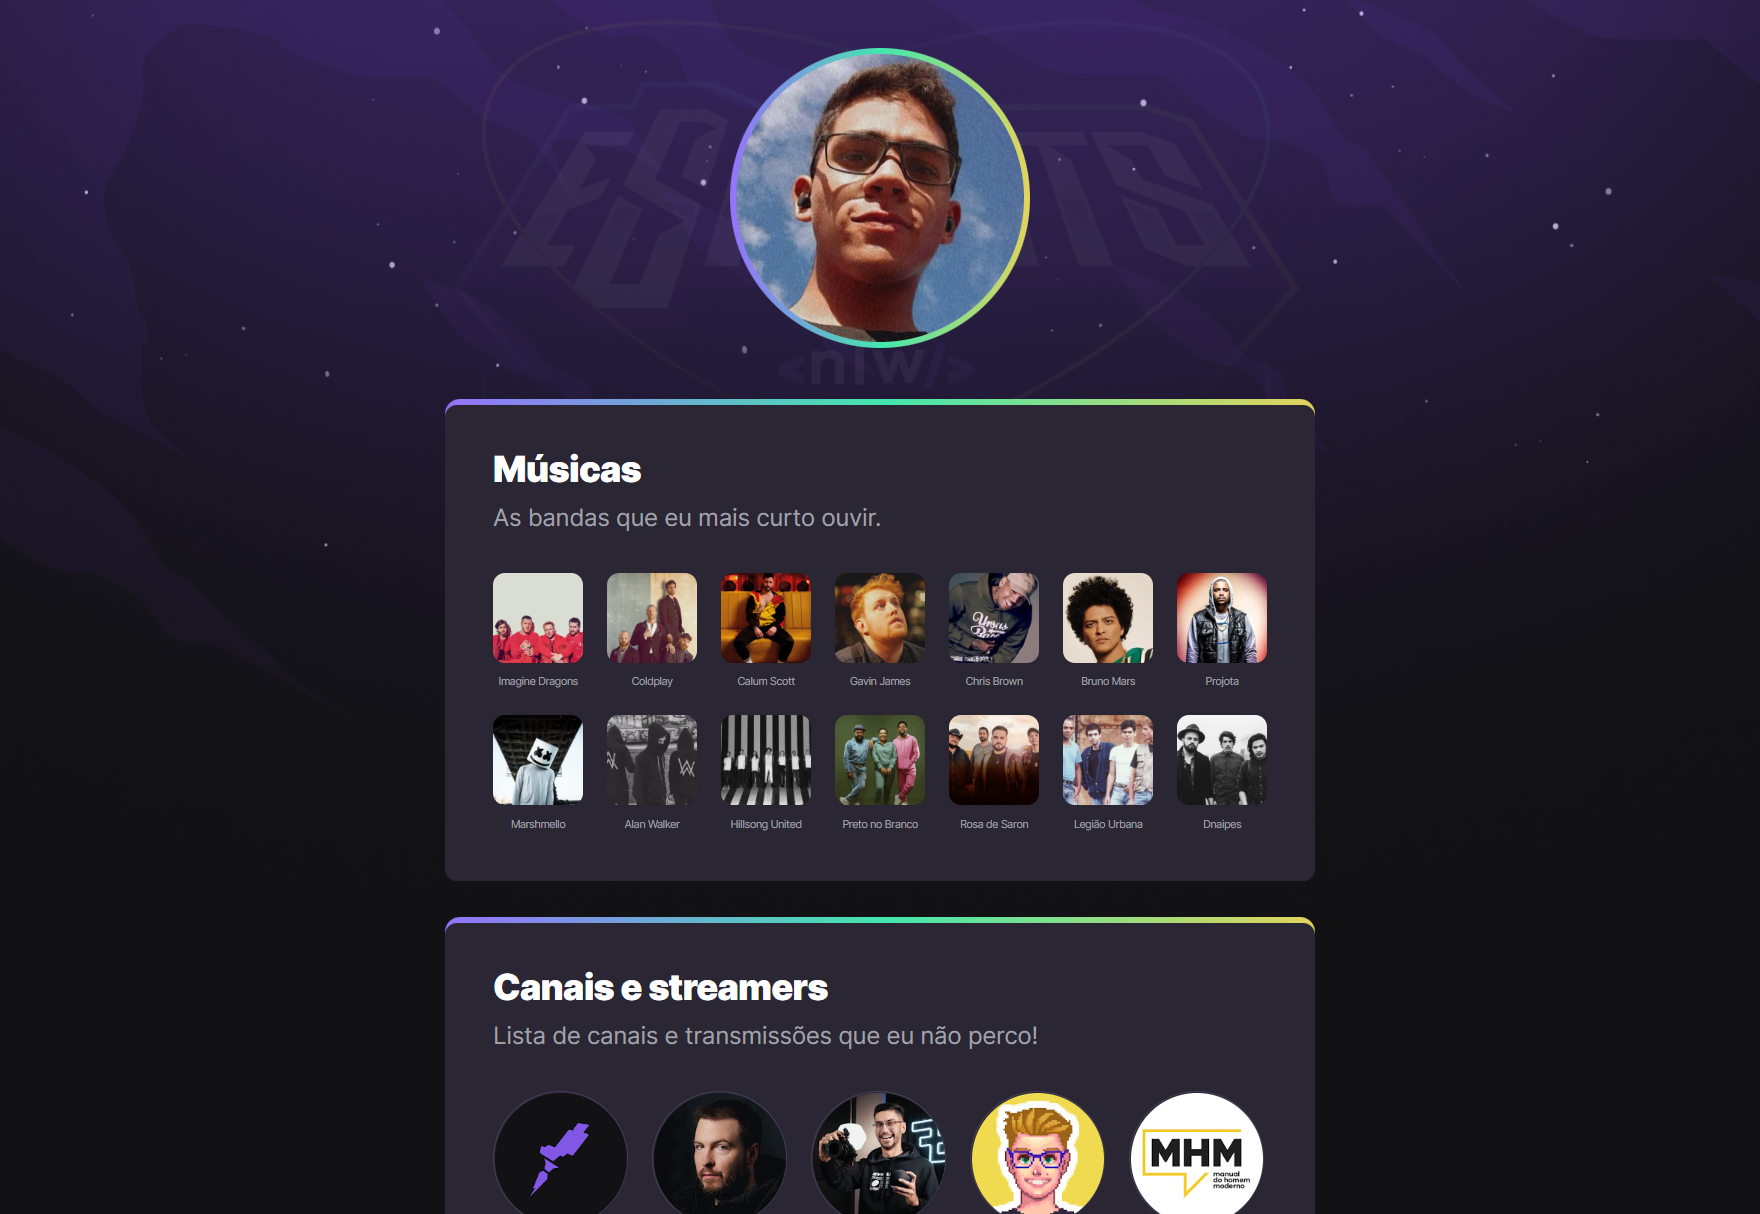 <nlw/>
Músicas
As bandas que eu mais curto ouvir.
Imagine Dragons
Coldplay
Calum Scott
Gavin James
Chris Brown
Bruno Mars
Projota
Marshmello
Alan Walker
Hillsong United
Preto no Branco
Rosa de Saron
Legião Urbana
Dnaipes
Canais e streamers
Lista de canais e transmissões que eu não perco!
MHM
manual
do homem
moderno